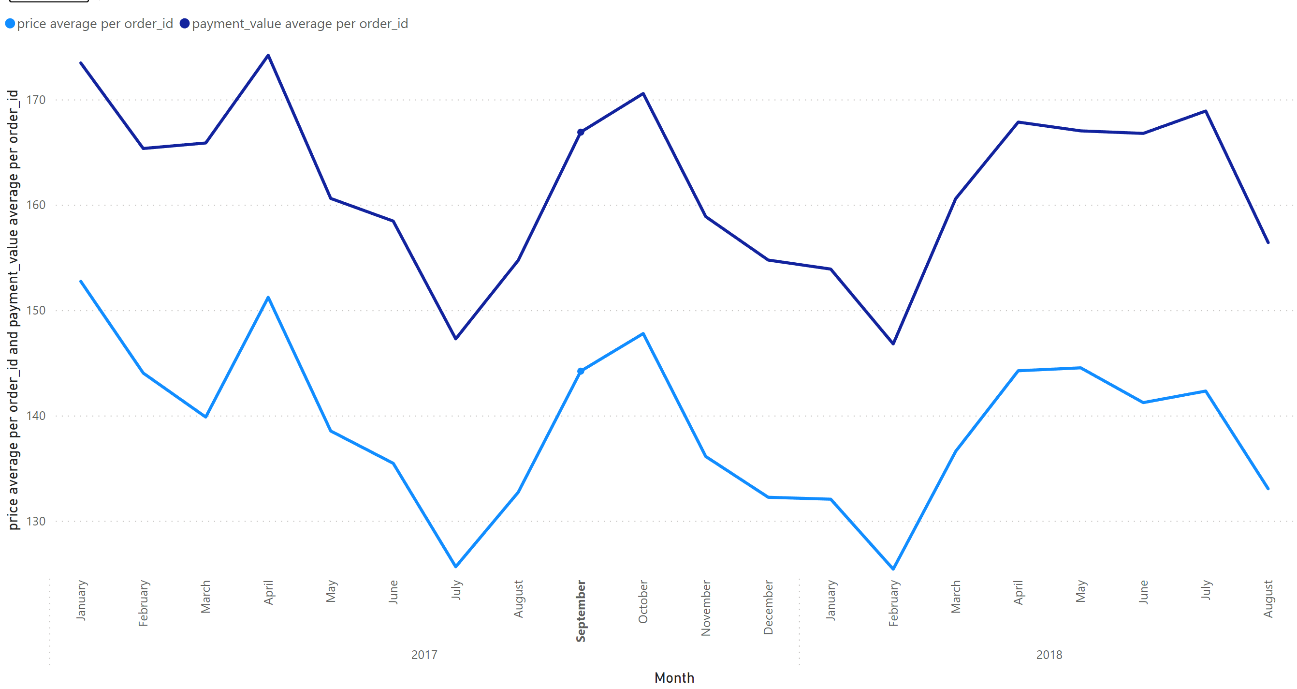 price average per order_id payment_value average per order_id
price average per order_id and payment_value average per order_id
170
160
150
140
130
January
February
March
April
May
June
July
August
September
October
November
December
January
February
March
April
May
June
July
August
2017
2018
Month